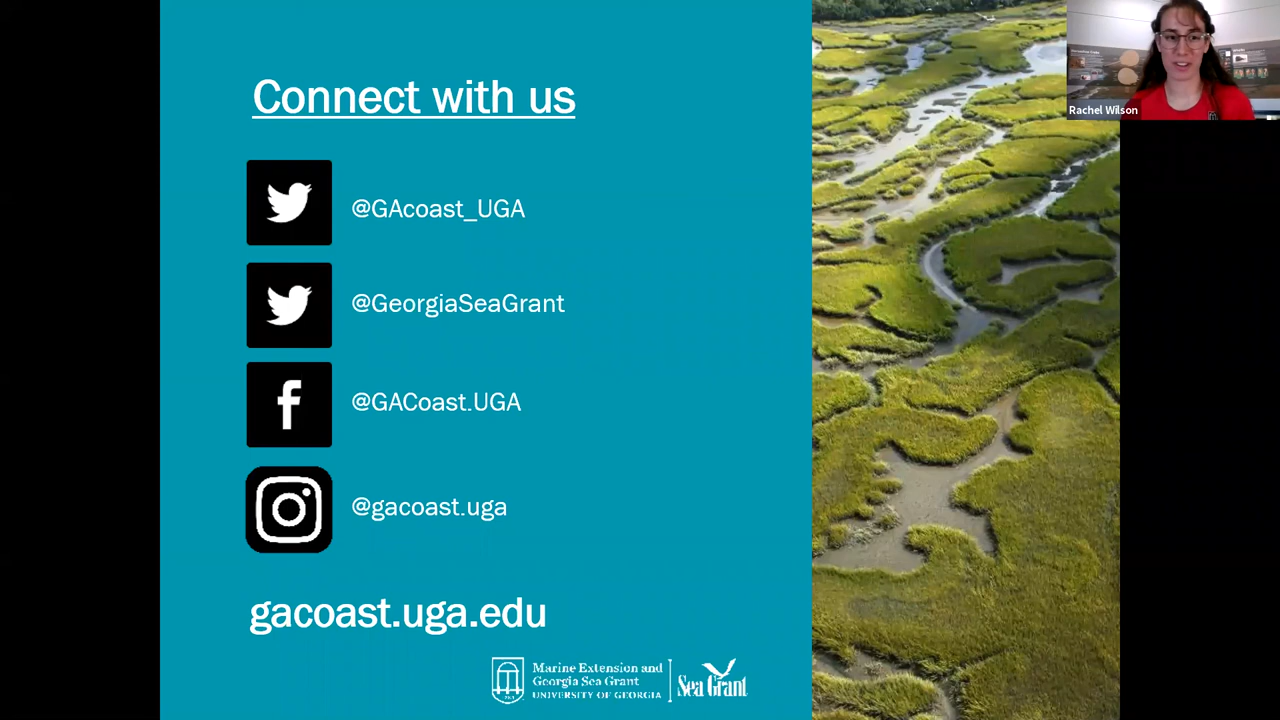 Connect with us
@GAcoast_UGA
@GeorgiaSeaGrant
@GACoast.UGA
@gacoast.uga
gacoast.uga.edu
Marine Extension and
Georgia Sea Grant
UNIVERSITY OF GEORGIA
Sea Grant
Rachel Wilson